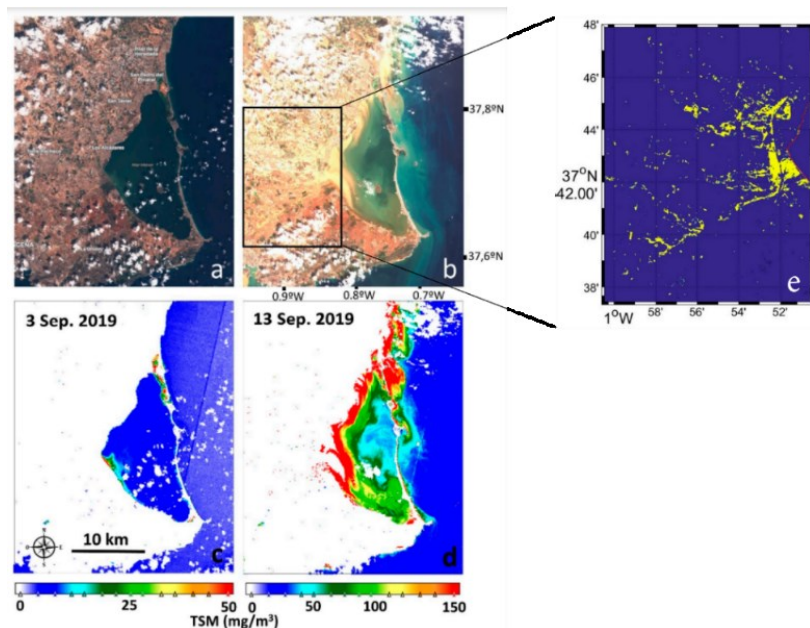 a
b
37,8ºN
37,6ºN
0.9ºW
0.8ºW
0.7ºW
48'
46'
44'
37ºN
42.00'
40'
38'
1ºW
58'
56'
54'
52'
e
3 Sep. 2019
13 Sep. 2019
10 km
c
d
0
25
50
0
50
100
150
TSM (mg/m³)